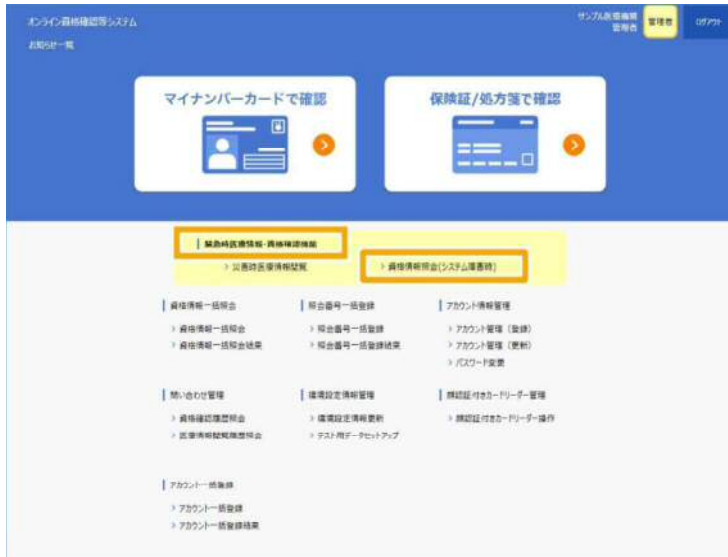 オンライン資格確認等システム
サンプル医療機関
管理者
管理者
ログアウト
お知らせ一覧
マイナンバーカードで確認
保険証/処方箋で確認
緊急時医療情報・資格確認機能
> 災害時医療情報閲覧
> 資格情報照会(システム障害時)
資格情報一括照会
照会番号一括登録
アカウント情報管理
> 資格情報一括照会
> 照会番号一括登録
> アカウント管理（登録）
> 資格情報一括照会結果
> 照会番号一括登録結果
> アカウント管理（更新）
> パスワード変更
問い合わせ管理
環境設定情報管理
顔認証付きカードリーダー管理
> 資格確認履歴照会
> 環境設定情報更新
> 顔認証付きカードリーダー操作
> 医療情報閲覧履歴照会
> テスト用データセットアップ
アカウント一括登録
> アカウント一括登録
> アカウント一括登録結果